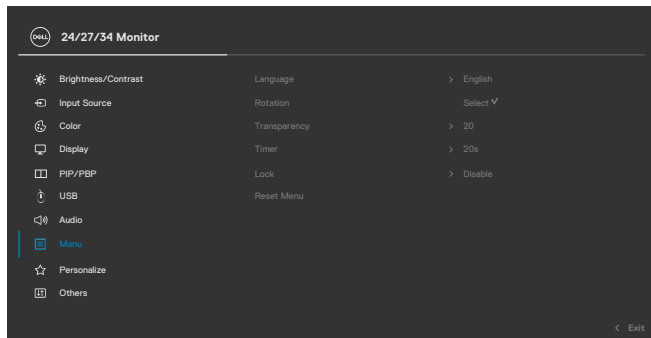 DELL 24/27/34 Monitor
Brightness/Contrast Language > English
Input Source Rotation Select ✓
Color Transparency > 20
Display Timer > 20s
PIP/PBP Lock > Disable
USB Reset Menu
Audio
Menu
Personalize
Others
< Exit